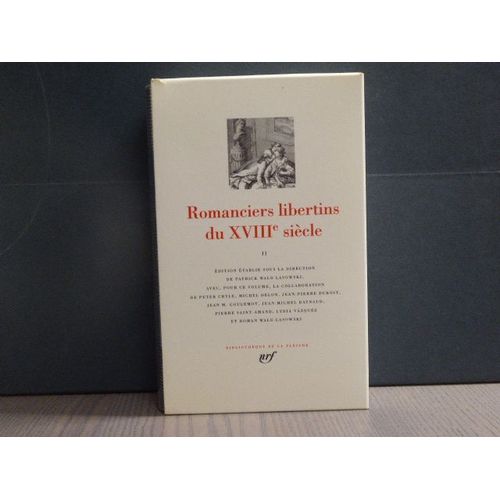 Romanciers libertins
du XVIIIe siècle
II
ÉDITION ÉTABLIE SOUS LA DIRECTION
DE PATRICK WALD LASOWSKI,
AVEC, POUR CE VOLUME, LA COLLABORATION
DE PETER CRYLE, MICHEL DELON, JEAN-PIERRE DUBOST,
JEAN M. GOULEMOT, JEAN-MICHEL RAYNAUD,
PIERRE SAINT-AMAND, LYDIA VÁZQUEZ
ET ROMAN WALD-LASOWSKI
BIBLIOTHÈQUE DE LA PLÉIADE
nrf